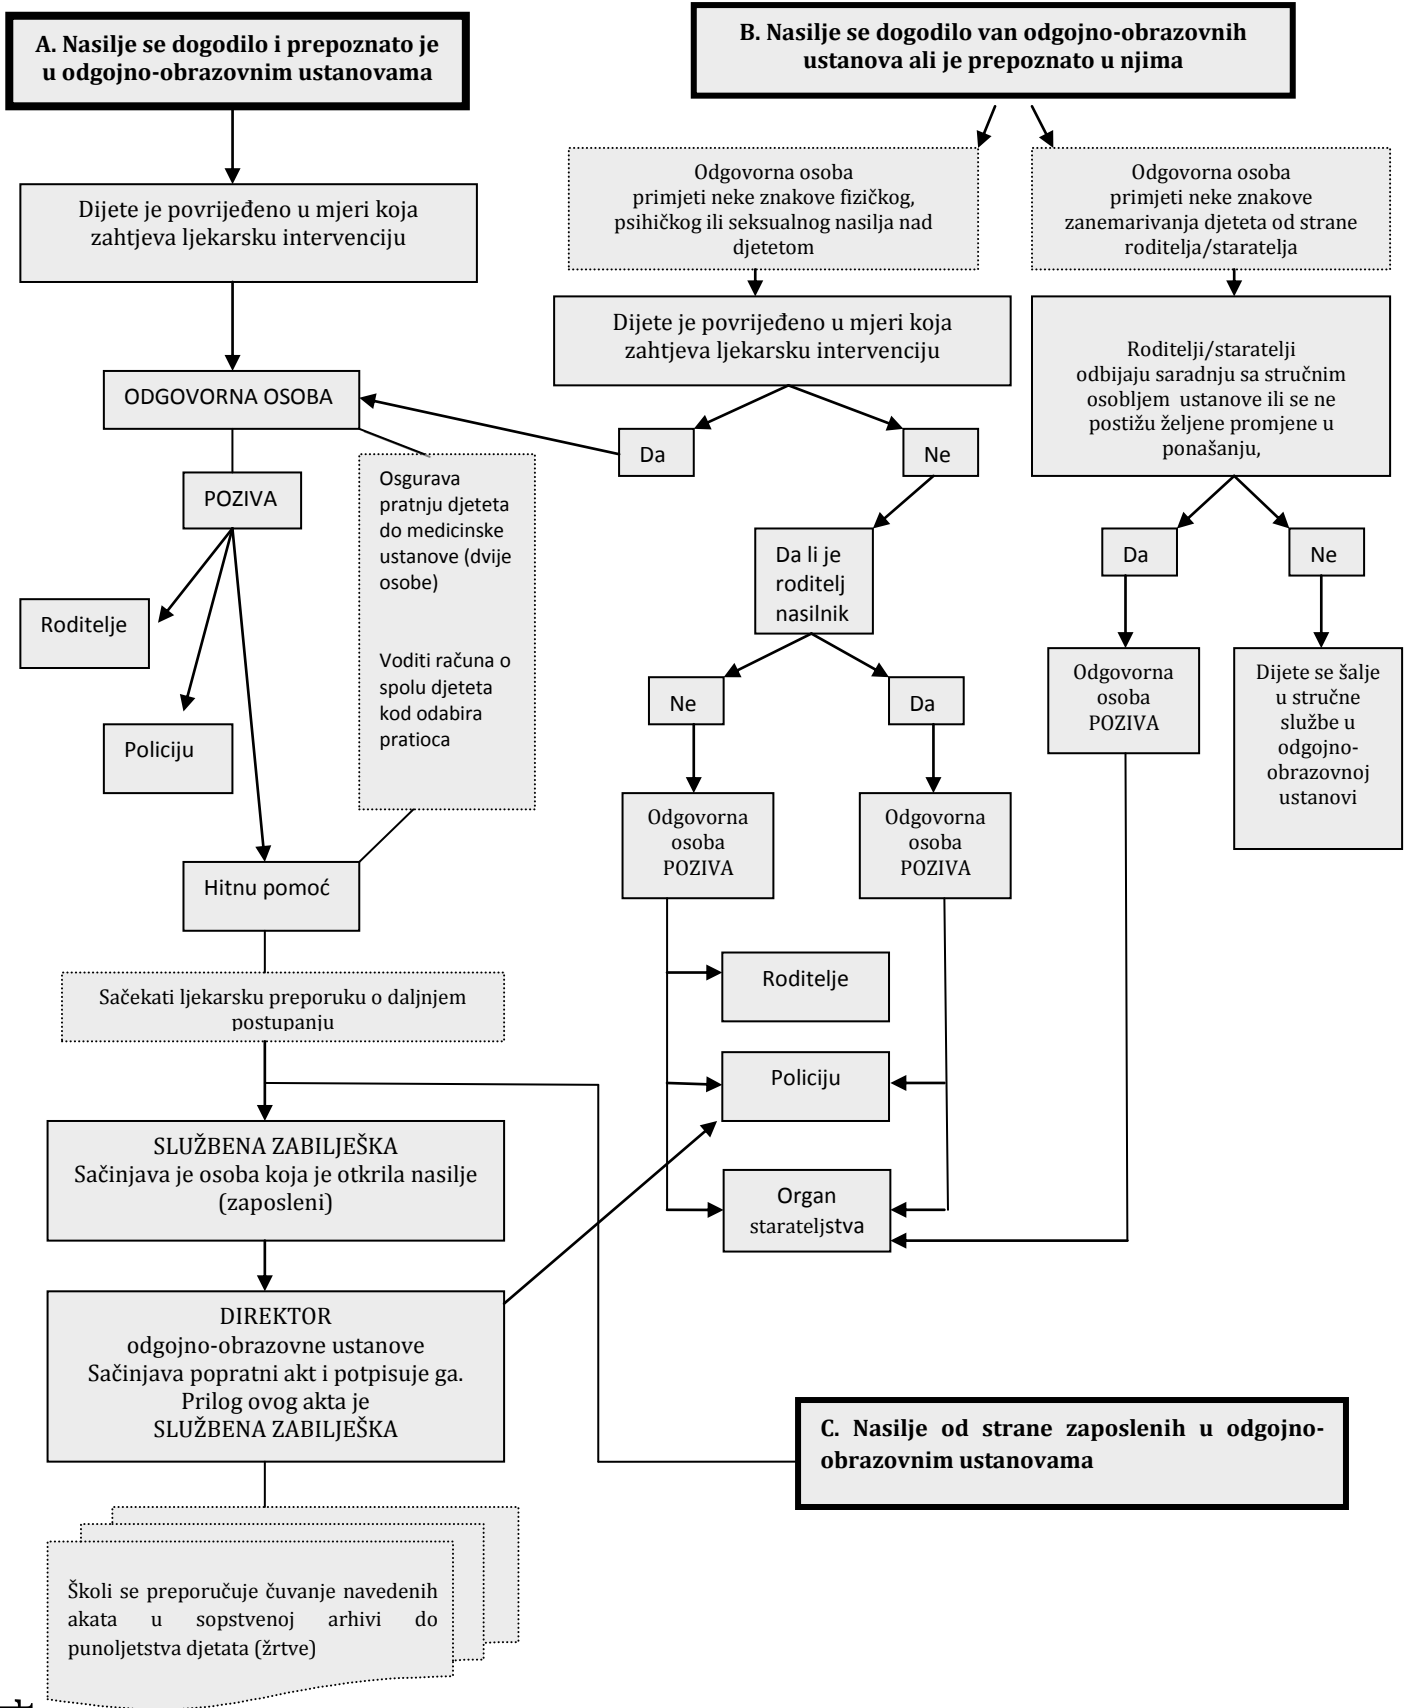 A. Nasilje se dogodilo i prepoznato je
u odgojno-obrazovnim ustanovama
B. Nasilje se dogodilo van odgojno-obrazovnih
ustanova ali je prepoznato u njima
Dijete je povrijeđeno u mjeri koja
zahtjeva ljekarsku intervenciju
Odgovorna osoba
primjeti neke znakove fizičkog,
psihičkog ili seksualnog nasilja nad
djetetom
Odgovorna osoba
primjeti neke znakove
zanemarivanja djeteta od strane
roditelja/staratelja
Dijete je povrijeđeno u mjeri koja
zahtjeva ljekarsku intervenciju
Roditelji/staratelji
odbijaju saradnju sa stručnim
osobljem ustanove ili se ne
postižu željene promjene u
ponašanju,
ODGOVORNA OSOBA
Da
Ne
POZIVA
Osgurava
pratnju djeteta
do medicinske
ustanove (dvije
osobe)
Voditi računa o
spolu djeteta
kod odabira
pratioca
Da li je
roditelj
nasilnik
Da
Ne
Roditelje
Policiju
Ne
Da
Odgovorna
osoba
POZIVA
Dijete se šalje
u stručne
službe u
odgojno-
obrazovnoj
ustanovi
Odgovorna
osoba
POZIVA
Odgovorna
osoba
POZIVA
Hitnu pomoć
Roditelje
Sačekati ljekarsku preporuku o daljnjem
postupanju
Policiju
SLUŽBENA ZABILJEŠKA
Sačinjava je osoba koja je otkrila nasilje
(zaposleni)
Organ
starateljstva
DIREKTOR
odgojno-obrazovne ustanove
Sačinjava popratni akt i potpisuje ga.
Prilog ovog akta je
SLUŽBENA ZABILJEŠKA
C. Nasilje od strane zaposlenih u odgojno-
obrazovnim ustanovama
Školi se preporučuje čuvanje navedenih
akata u sopstvenoj arhivi do
punoljetstva djetata (žrtve)